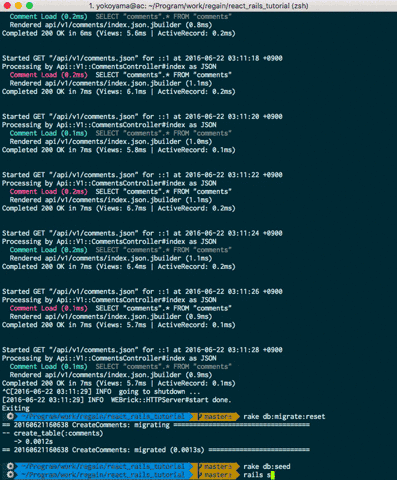 1. yokoyama@ac: ~/Program/work/regain/react_rails_tutorial (zsh)
Comment Load (0.2ms)  SELECT "comments".* FROM "comments"
Rendered api/v1/comments/index.json.jbuilder (0.8ms)
Completed 200 OK in 6ms (Views: 5.6ms | ActiveRecord: 0.2ms)
Started GET "/api/v1/comments.json" for ::1 at 2016-06-22 03:11:18 +0900
Processing by Api::V1::CommentsController#index as JSON
Comment Load (0.2ms)  SELECT "comments".* FROM "comments"
Rendered api/v1/comments/index.json.jbuilder (1.1ms)
Completed 200 OK in 7ms (Views: 6.1ms | ActiveRecord: 0.2ms)
Started GET "/api/v1/comments.json" for ::1 at 2016-06-22 03:11:20 +0900
Processing by Api::V1::CommentsController#index as JSON
Comment Load (0.1ms)  SELECT "comments".* FROM "comments"
Rendered api/v1/comments/index.json.jbuilder (1.0ms)
Completed 200 OK in 7ms (Views: 5.8ms | ActiveRecord: 0.1ms)
Started GET "/api/v1/comments.json" for ::1 at 2016-06-22 03:11:22 +0900
Processing by Api::V1::CommentsController#index as JSON
Comment Load (0.2ms)  SELECT "comments".* FROM "comments"
Rendered api/v1/comments/index.json.jbuilder (1.1ms)
Completed 200 OK in 8ms (Views: 6.7ms | ActiveRecord: 0.2ms)
Started GET "/api/v1/comments.json" for ::1 at 2016-06-22 03:11:24 +0900
Processing by Api::V1::CommentsController#index as JSON
Comment Load (0.2ms)  SELECT "comments".* FROM "comments"
Rendered api/v1/comments/index.json.jbuilder (1.1ms)
Completed 200 OK in 7ms (Views: 6.4ms | ActiveRecord: 0.2ms)
Started GET "/api/v1/comments.json" for ::1 at 2016-06-22 03:11:26 +0900
Processing by Api::V1::CommentsController#index as JSON
Comment Load (0.1ms)  SELECT "comments".* FROM "comments"
Rendered api/v1/comments/index.json.jbuilder (0.9ms)
Completed 200 OK in 7ms (Views: 5.7ms | ActiveRecord: 0.1ms)
Started GET "/api/v1/comments.json" for ::1 at 2016-06-22 03:11:28 +0900
Processing by Api::V1::CommentsController#index as JSON
Comment Load (0.1ms)  SELECT "comments".* FROM "comments"
Rendered api/v1/comments/index.json.jbuilder (0.9ms)
Completed 200 OK in 7ms (Views: 5.7ms | ActiveRecord: 0.1ms)
^C[2016-06-22 03:11:29] INFO  going to shutdown ...
[2016-06-22 03:11:29] INFO  WEBrick::HTTPServer#start done.
Exiting
~/Program/work/regain/react_rails_tutorial master± rake db:migrate:reset
== 20160621160638 CreateComments: migrating ==================================
-- create_table(:comments)
-> 0.0012s
== 20160621160638 CreateComments: migrated (0.0013s) =========================
~/Program/work/regain/react_rails_tutorial master± rake db:seed
~/Program/work/regain/react_rails_tutorial master± rails s